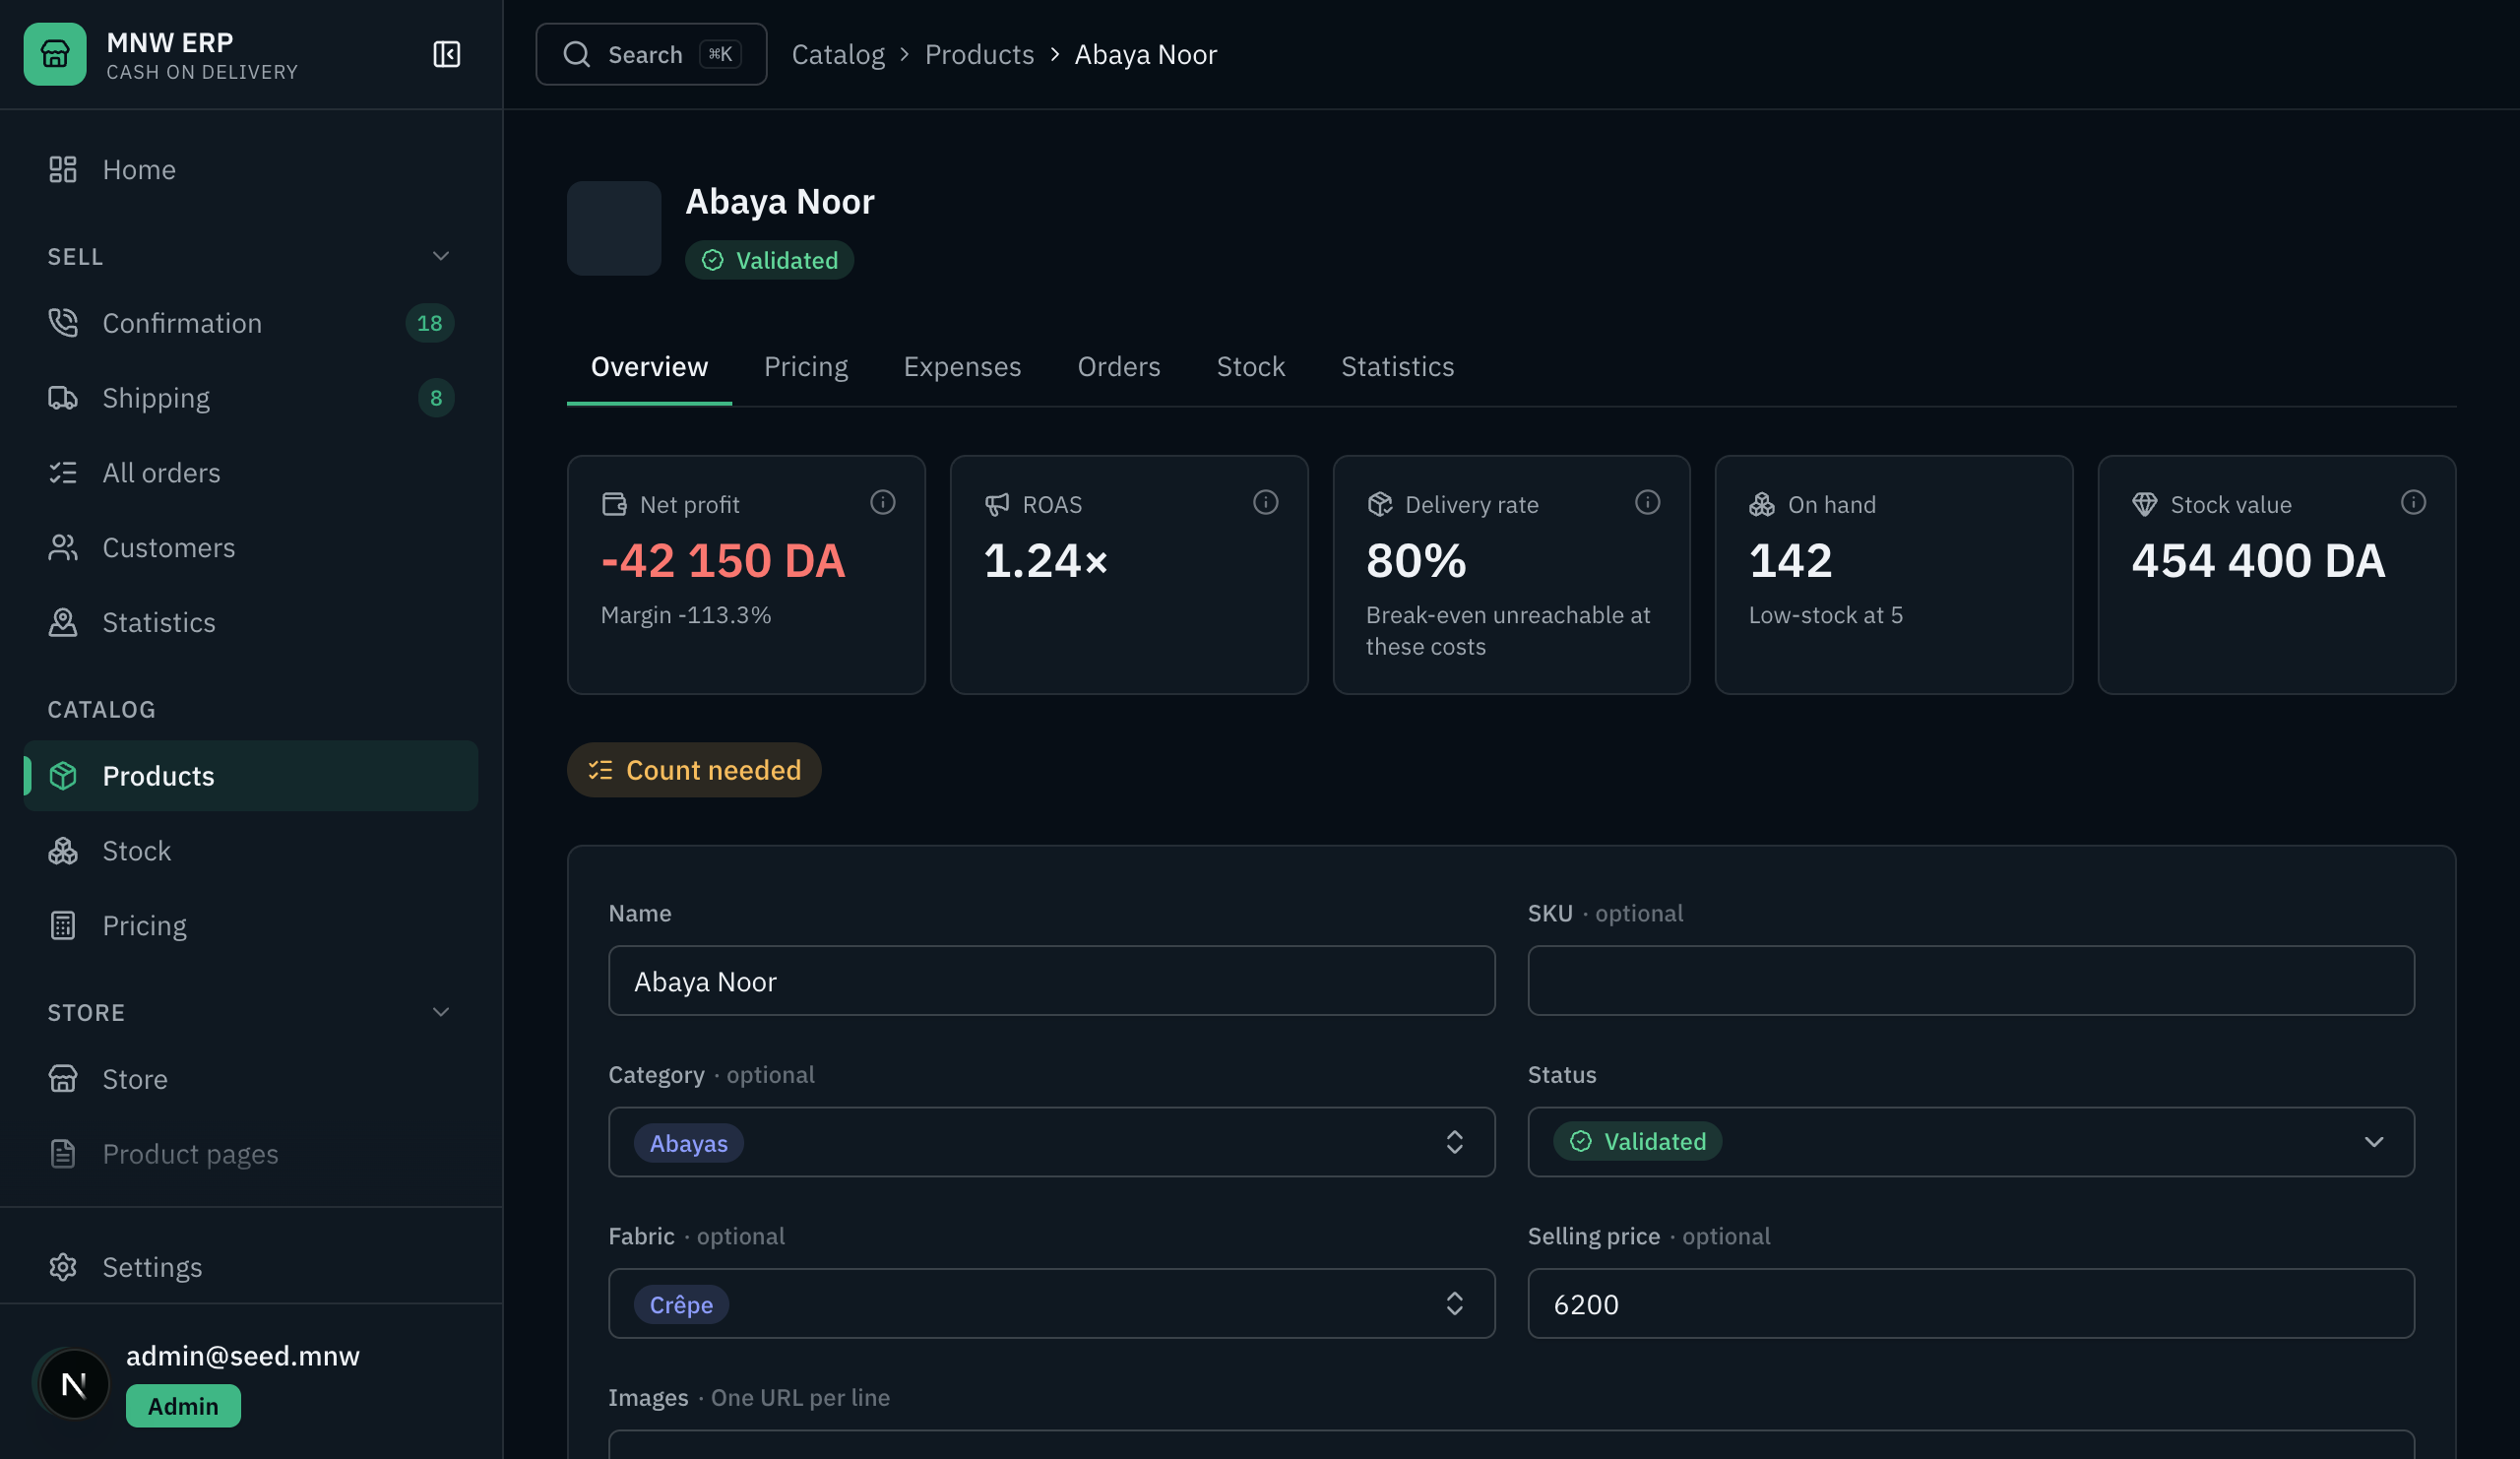 MNW ERP
CASH ON DELIVERY
Home
SELL
Confirmation 18
Shipping 8
All orders
Customers
Statistics
CATALOG
Products
Stock
Pricing
STORE
Store
Product pages
Settings
N
admin@seed.mnw
Admin
Search ⌘K
Catalog > Products > Abaya Noor
Abaya Noor
Validated
Overview Pricing Expenses Orders Stock Statistics
Net profit
-42 150 DA
Margin -113.3%
ROAS
1.24×
Delivery rate
80%
Break-even unreachable at
these costs
On hand
142
Low-stock at 5
Stock value
454 400 DA
Count needed
Name
Abaya Noor
SKU · optional
Category · optional
Abayas
Status
Validated
Fabric · optional
Crêpe
Selling price · optional
6200
Images · One URL per line